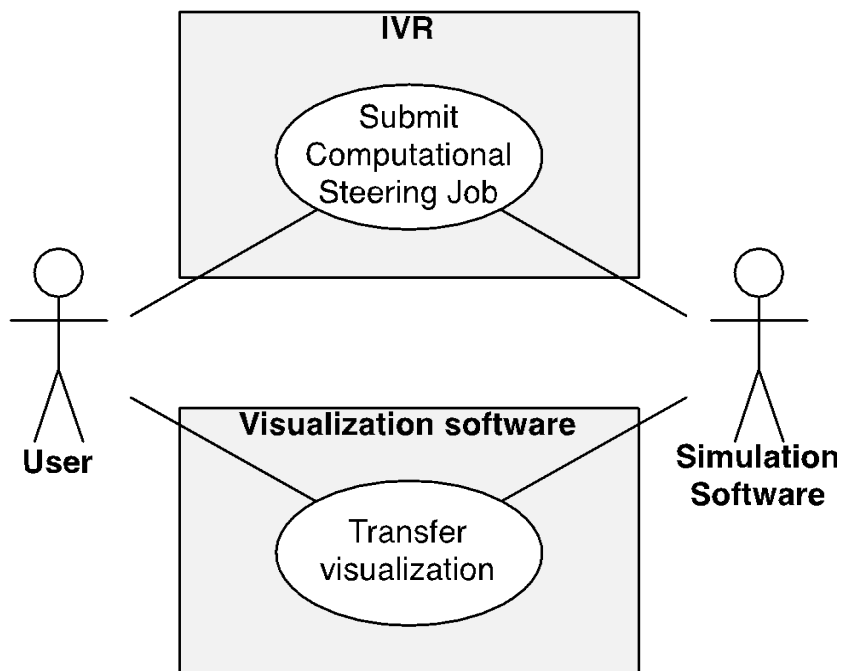 IVR
Submit
Computational
Steering Job
User
Simulation
Software
Visualization software
Transfer
visualization